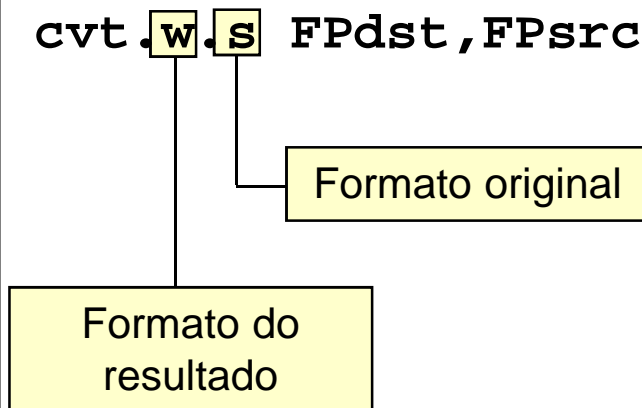 cvt.w.s FPdst,FPsrc
Formato original
Formato do
resultado